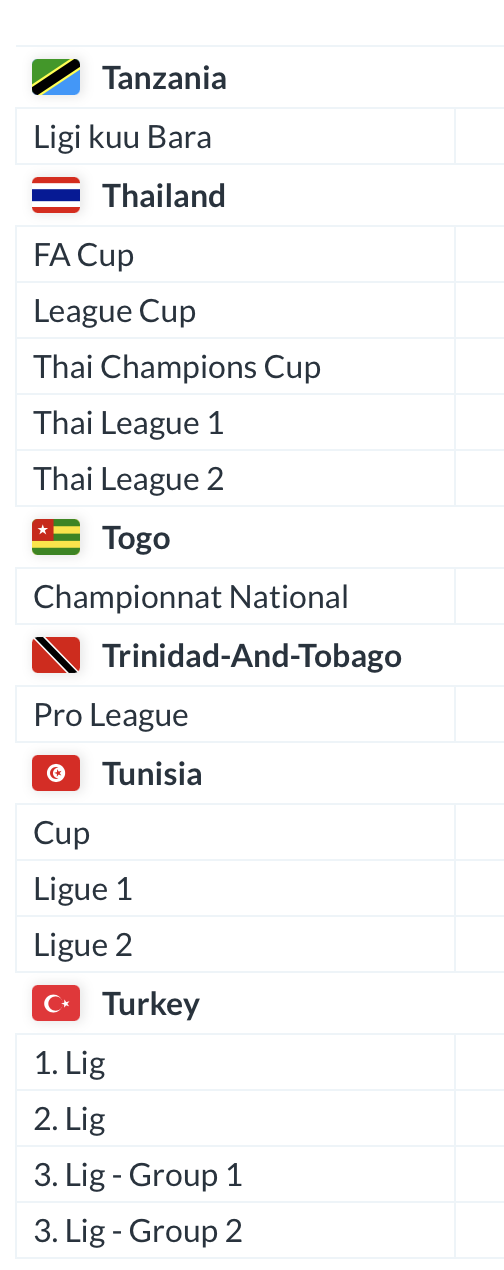 Tanzania
Ligi kuu Bara
Thailand
FA Cup
League Cup
Thai Champions Cup
Thai League 1
Thai League 2
Togo
Championnat National
Trinidad-And-Tobago
Pro League
Tunisia
Cup
Ligue 1
Ligue 2
Turkey
1. Lig
2. Lig
3. Lig - Group 1
3. Lig - Group 2